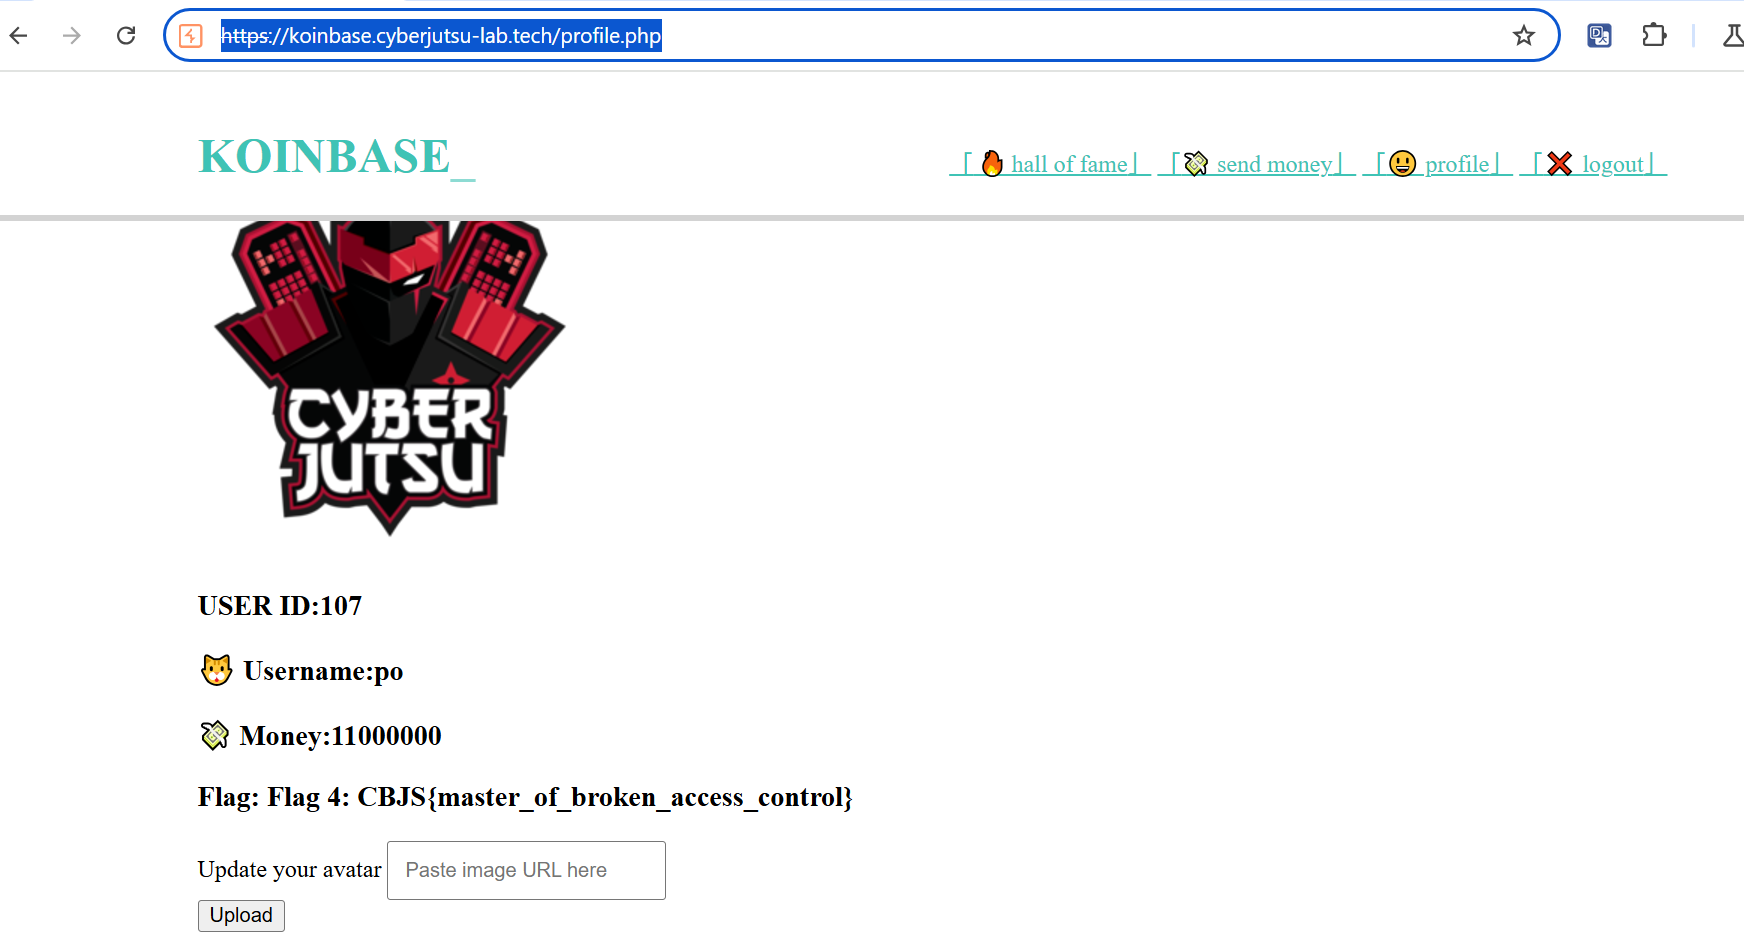 https://koinbase.cyberjutsu-lab.tech/profile.php
KOINBASE_
「🔥 hall of fame」 「💸 send money」 「😃 profile」 「❌ logout」
CYBER
JUTSU
USER ID:107
🐱 Username:po
💸 Money:11000000
Flag: Flag 4: CBJS{master_of_broken_access_control}
Update your avatar Paste image URL here
Upload